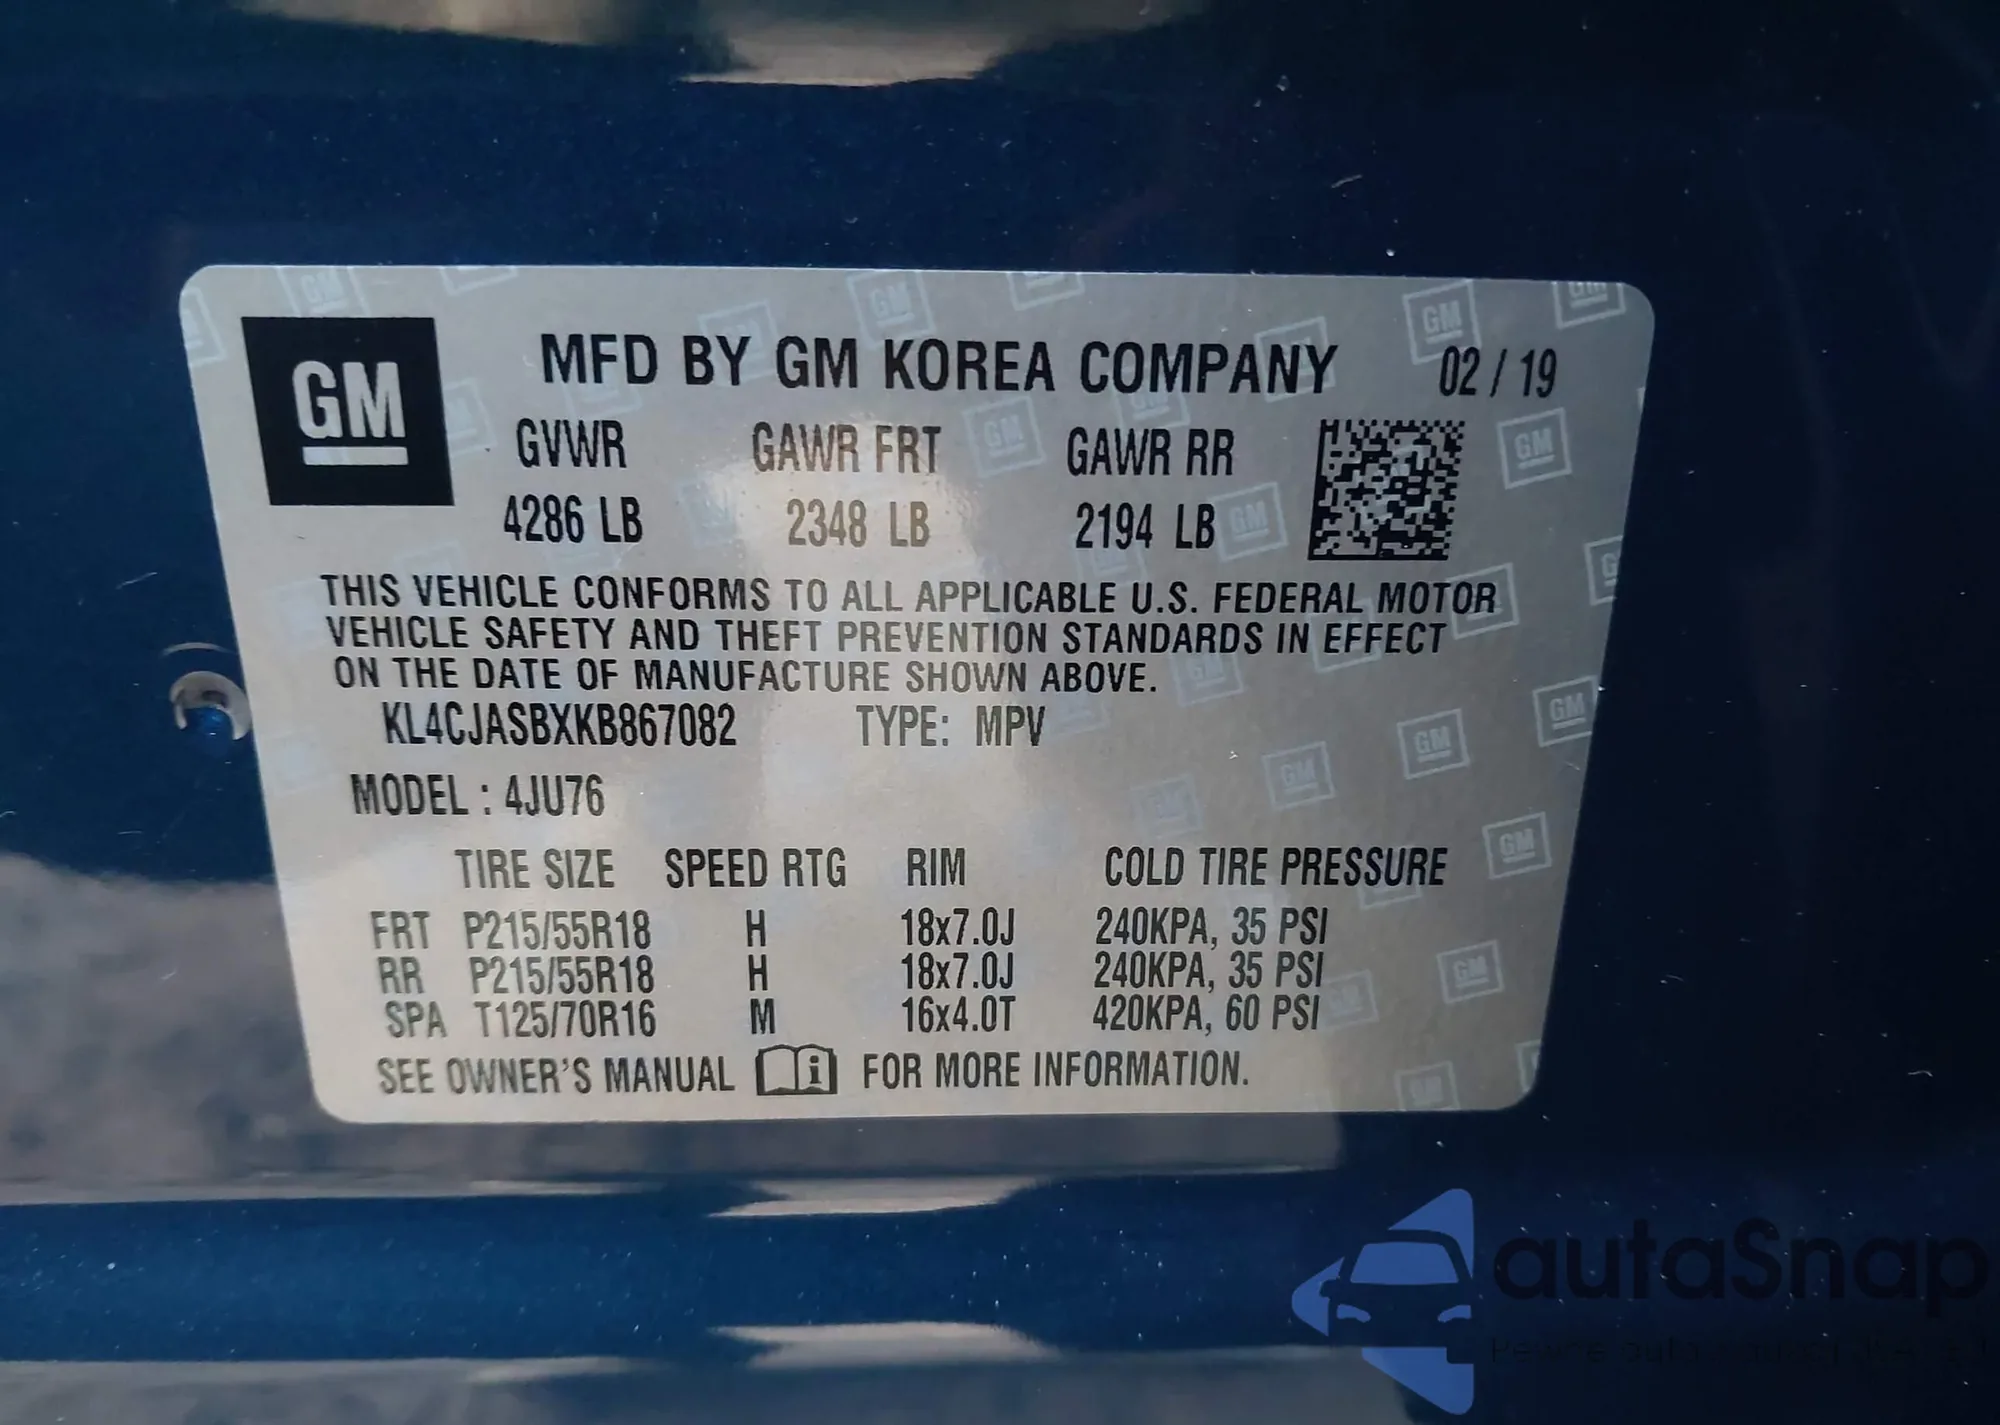 GM
MFD BY GM KOREA COMPANY 02 / 19
GVWR GAWR FRT GAWR RR
4286 LB 2348 LB 2194 LB
THIS VEHICLE CONFORMS TO ALL APPLICABLE U.S. FEDERAL MOTOR
VEHICLE SAFETY AND THEFT PREVENTION STANDARDS IN EFFECT
ON THE DATE OF MANUFACTURE SHOWN ABOVE.
KL4CJASBXKB867082 TYPE: MPV
MODEL : 4JU76
TIRE SIZE SPEED RTG RIM COLD TIRE PRESSURE
FRT P215/55R18 H 18x7.0J 240KPA, 35 PSI
RR P215/55R18 H 18x7.0J 240KPA, 35 PSI
SPA T125/70R16 M 16x4.0T 420KPA, 60 PSI
SEE OWNER'S MANUAL i FOR MORE INFORMATION.
autaSnap